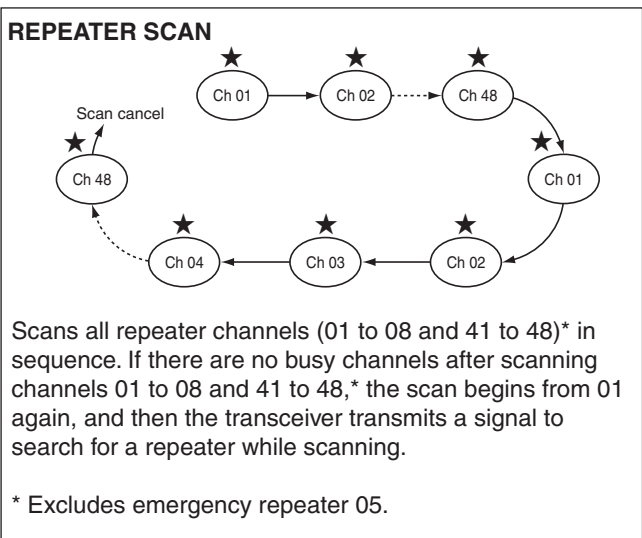 REPEATER SCAN
Ch 01
Ch 02
Ch 48
Scan cancel
Ch 48
Ch 01
Ch 04
Ch 03
Ch 02
Scans all repeater channels (01 to 08 and 41 to 48)* in
sequence. If there are no busy channels after scanning
channels 01 to 08 and 41 to 48,* the scan begins from 01
again, and then the transceiver transmits a signal to
search for a repeater while scanning.
* Excludes emergency repeater 05.